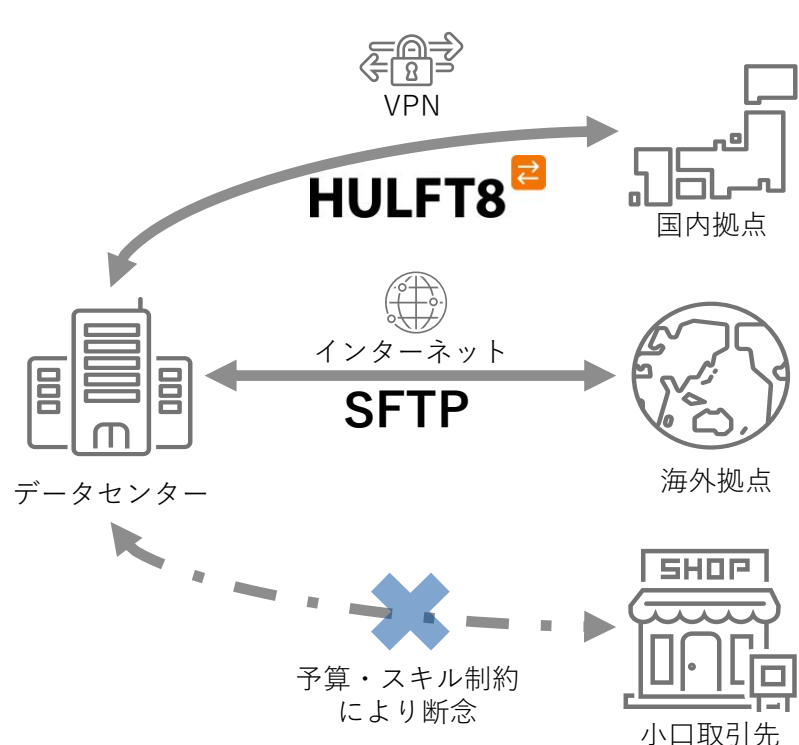 VPN
HULFT8
国内拠点
インターネット
SFTP
データセンター
海外拠点
SHOP
予算・スキル制約
により断念
小口取引先